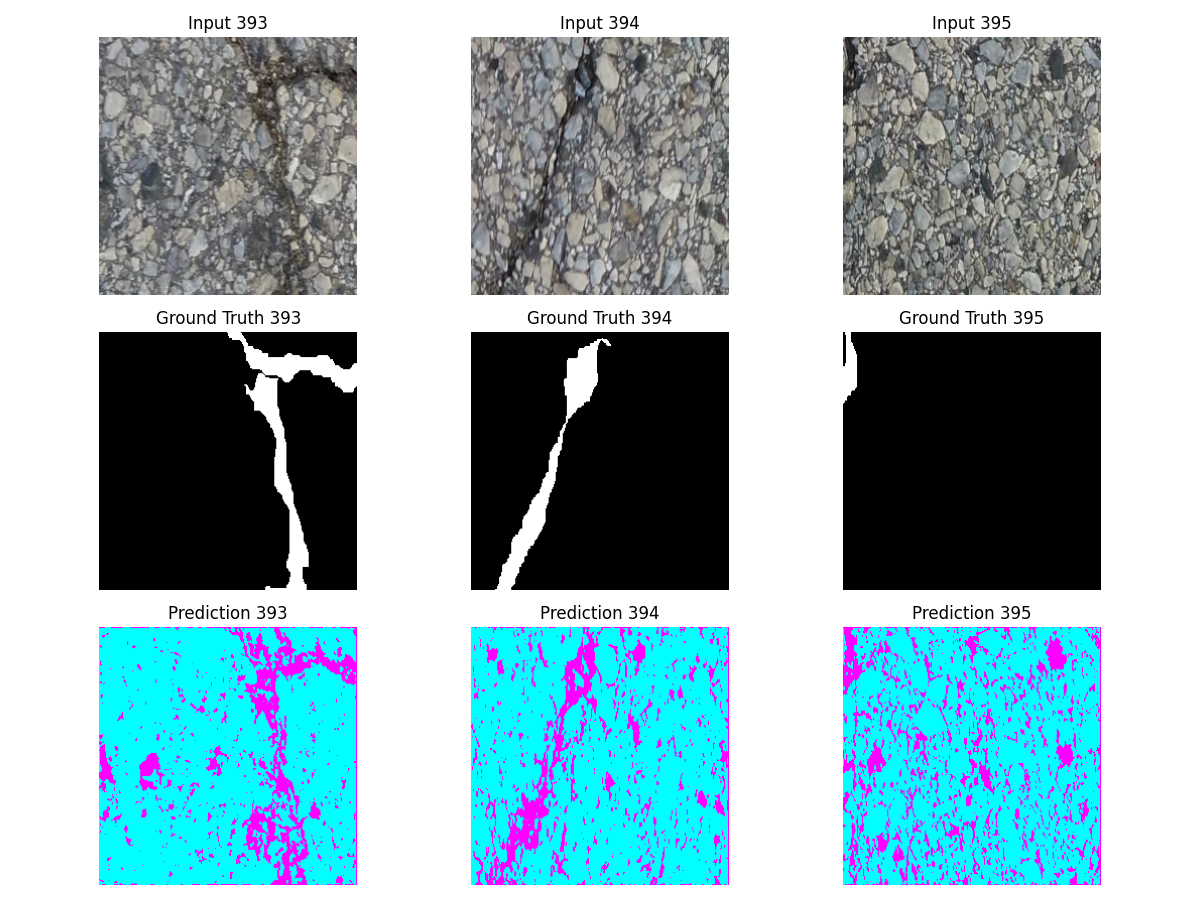 Input 393
Input 394
Input 395
Ground Truth 393
Ground Truth 394
Ground Truth 395
Prediction 393
Prediction 394
Prediction 395